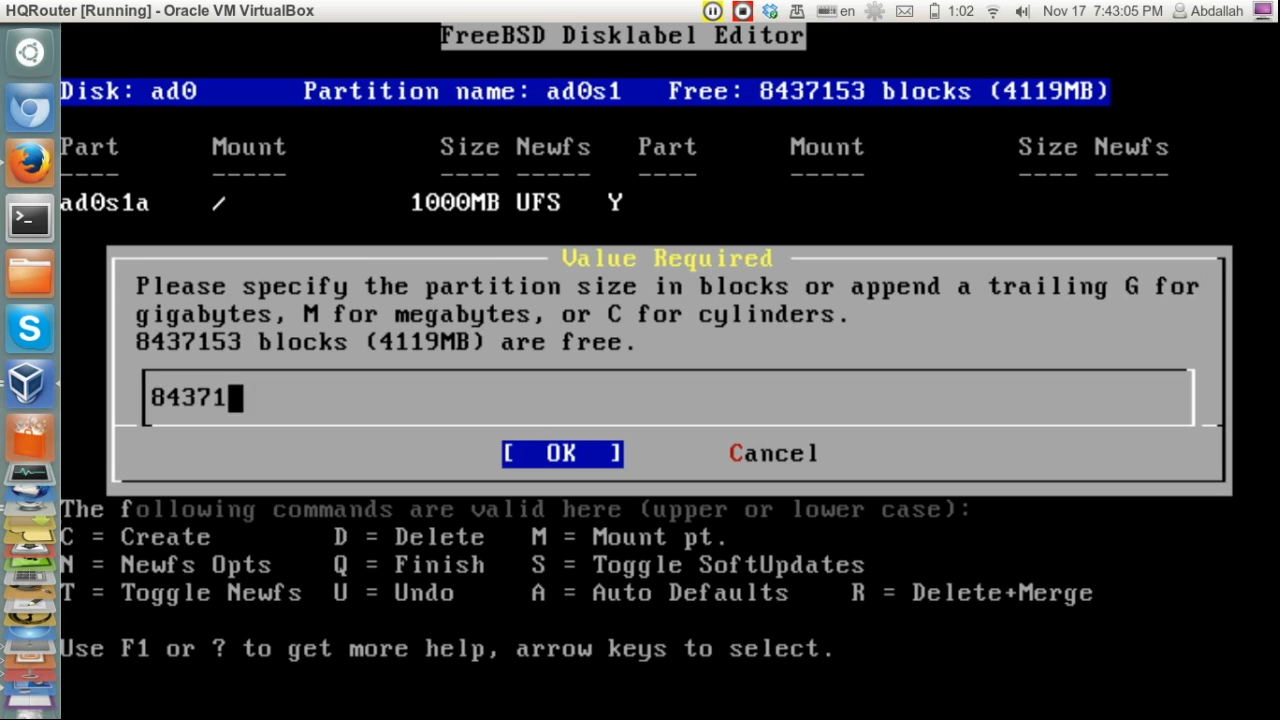 HQRouter [Running] - Oracle VM VirtualBox en 1:02 Nov 17 7:43:05 PM Abdallah
FreeBSD Disklabel Editor
Disk: ad0 Partition name: ad0s1 Free: 8437153 blocks (4119MB)
Part Mount Size Newfs Part Mount Size Newfs
---- ----- ---- ----- ---- ----- ---- -----
ad0s1a / 1000MB UFS Y
Value Required
Please specify the partition size in blocks or append a trailing G for
gigabytes, M for megabytes, or C for cylinders.
8437153 blocks (4119MB) are free.
84371
[ OK ] Cancel
The following commands are valid here (upper or lower case):
C = Create D = Delete M = Mount pt.
N = Newfs Opts Q = Finish S = Toggle SoftUpdates
T = Toggle Newfs U = Undo A = Auto Defaults R = Delete+Merge
Use F1 or ? to get more help, arrow keys to select.